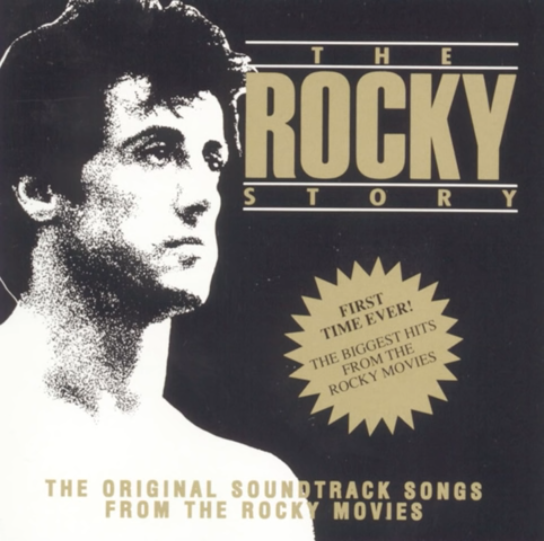 THE
ROCKY
STORY
FIRST
TIME EVER!
THE BIGGEST HITS
FROM THE
ROCKY MOVIES
THE ORIGINAL SOUNDTRACK SONGS
FROM THE ROCKY MOVIES